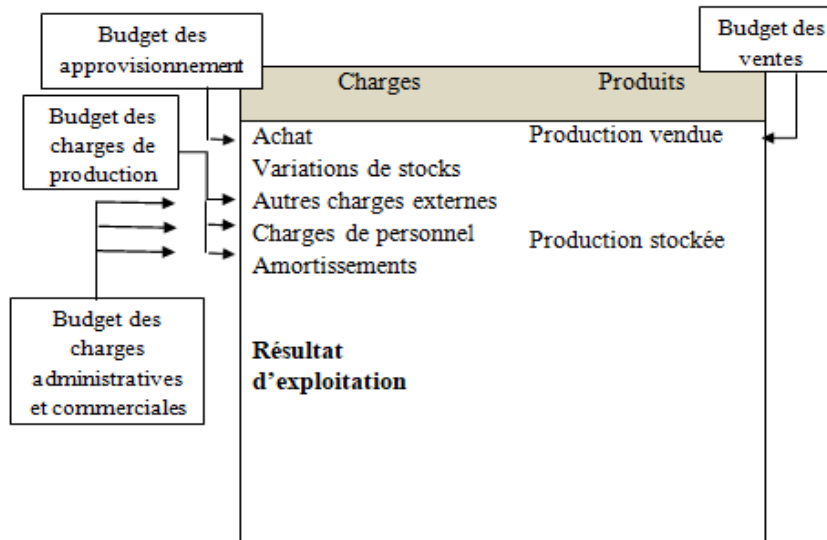 Budget des
approvisionnement
Budget des
ventes
Charges
Produits
Budget des
charges de
production
Achat
Variations de stocks
Autres charges externes
Charges de personnel
Amortissements
Production vendue
Production stockée
Budget des
charges
administratives
et commerciales
Résultat
d’exploitation